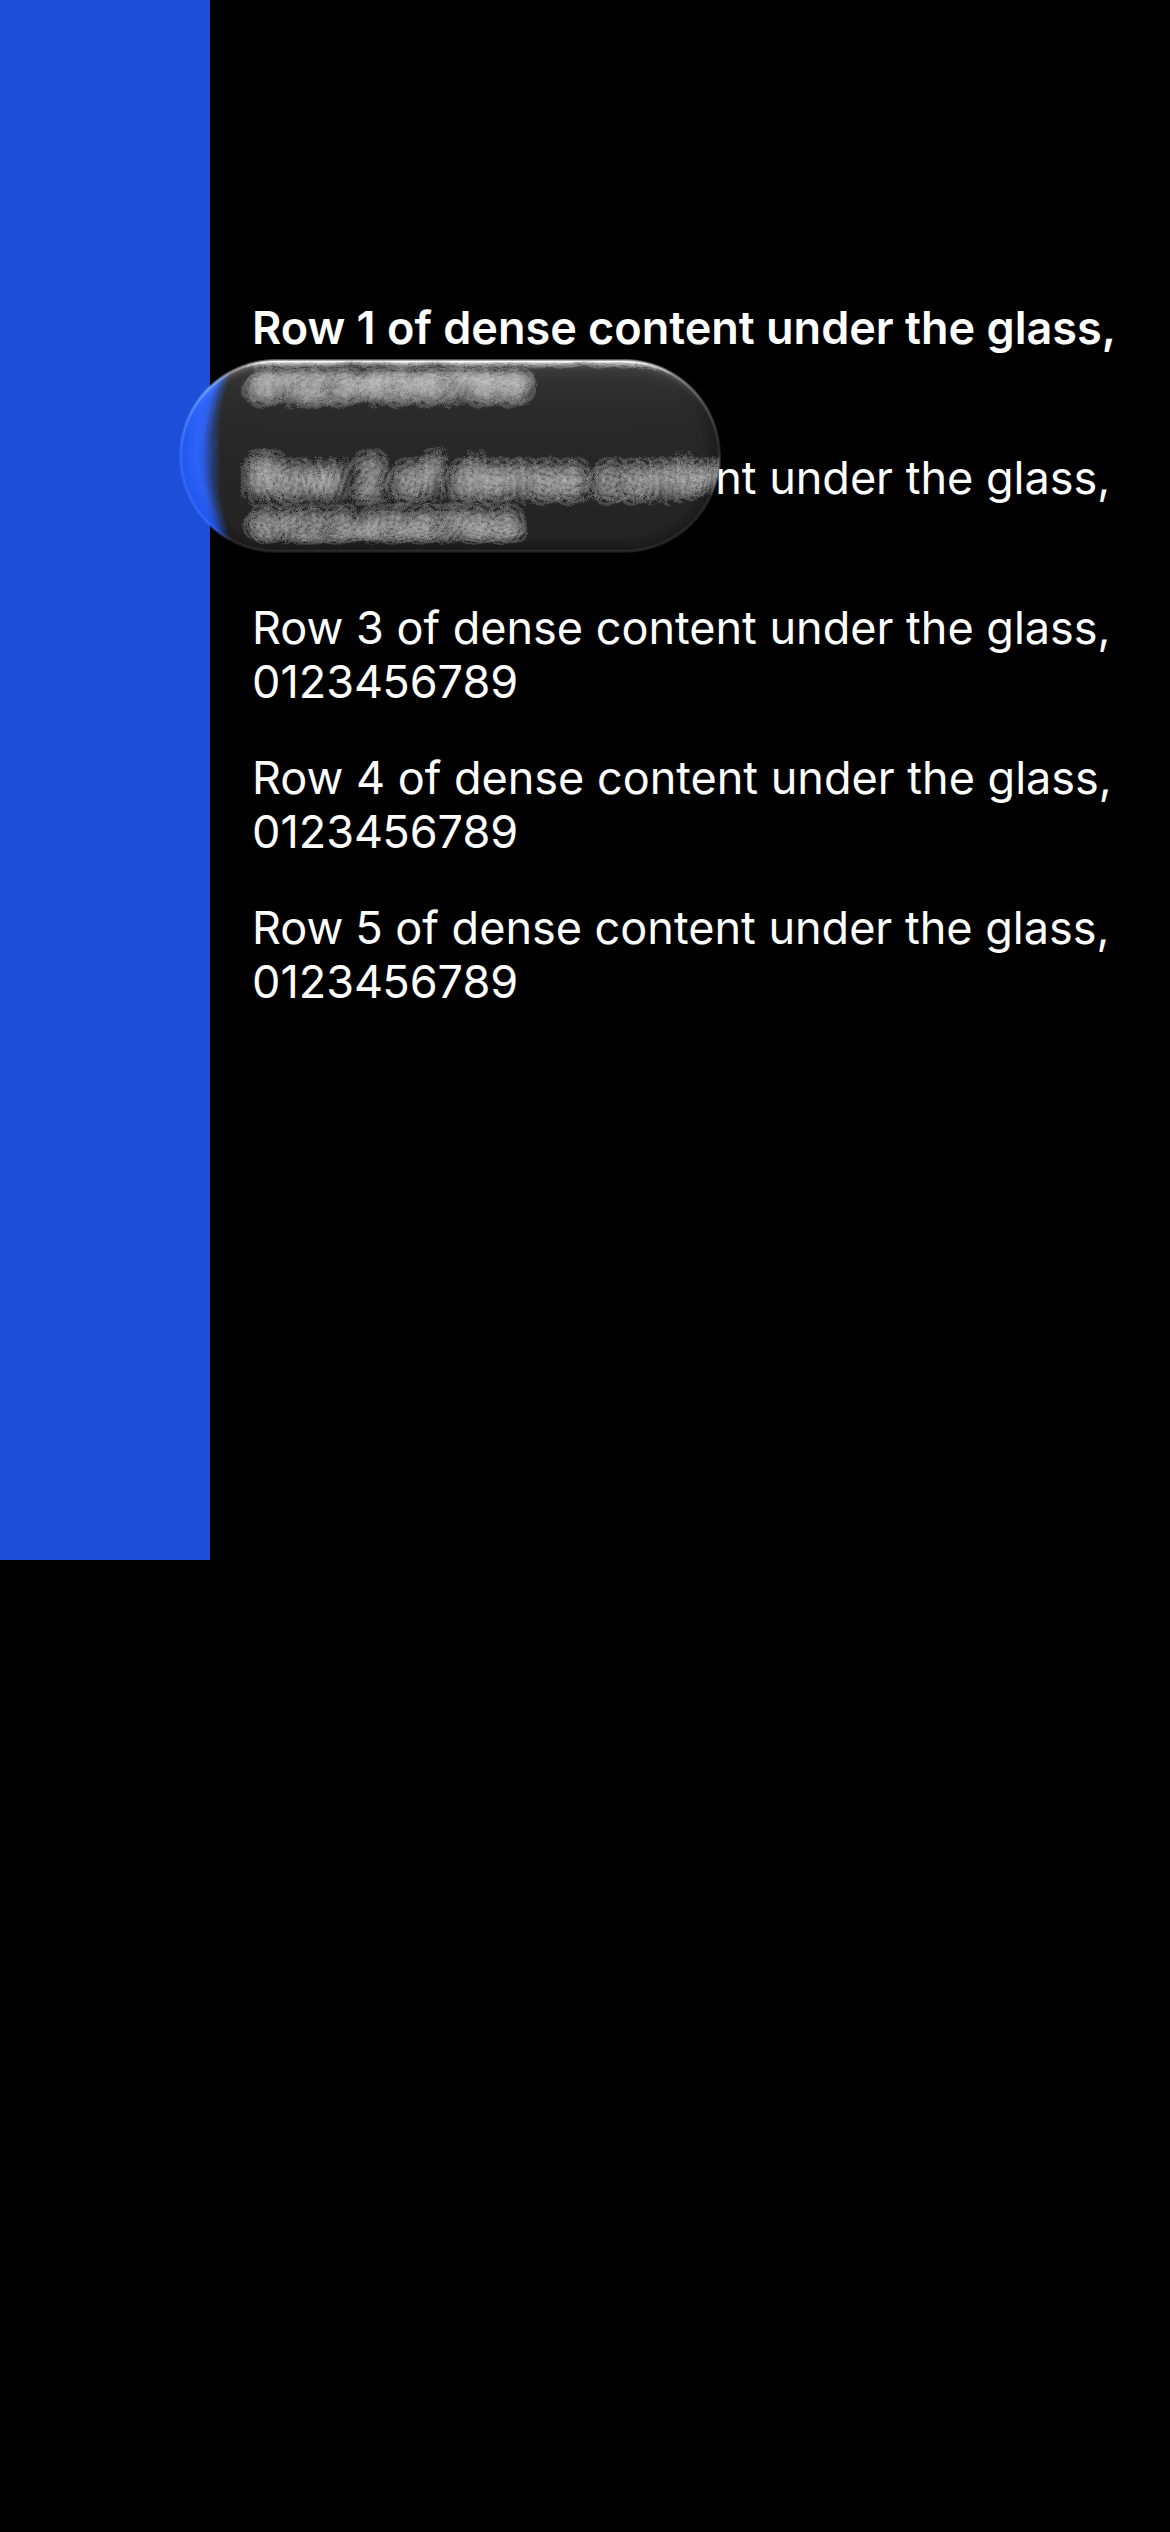 Row 1 of dense content under the glass,
nt under the glass,
Row 3 of dense content under the glass,
0123456789
Row 4 of dense content under the glass,
0123456789
Row 5 of dense content under the glass,
0123456789